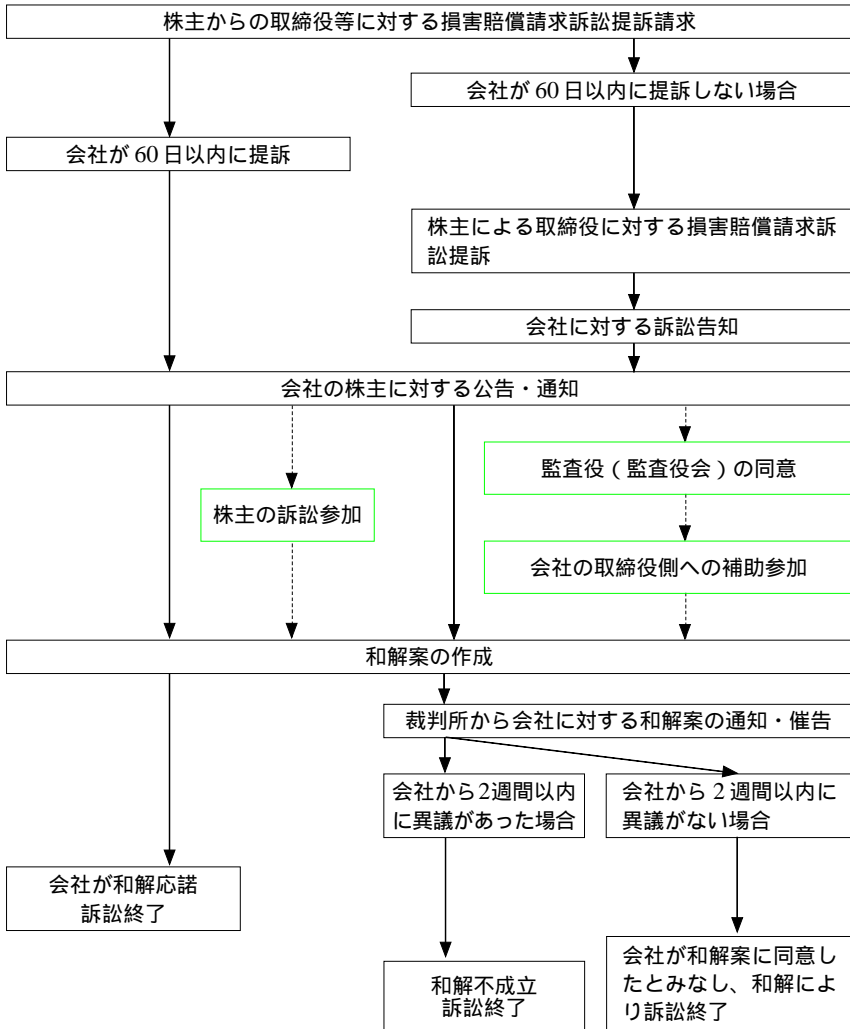 株主からの取締役等に対する損害賠償請求訴訟提訴請求
会社が 60 日以内に提訴しない場合
会社が 60 日以内に提訴
株主による取締役に対する損害賠償請求訴
訟提訴
会社に対する訴訟告知
会社の株主に対する公告・通知
監査役(監査役会)の同意
株主の訴訟参加
会社の取締役側への補助参加
和解案の作成
裁判所から会社に対する和解案の通知・催告
会社から2週間以内
に異議があった場合
会社から 2 週間以内に
異議がない場合
会社が和解応諾
訴訟終了
和解不成立
訴訟終了
会社が和解案に同意し
たとみなし、和解によ
り訴訟終了